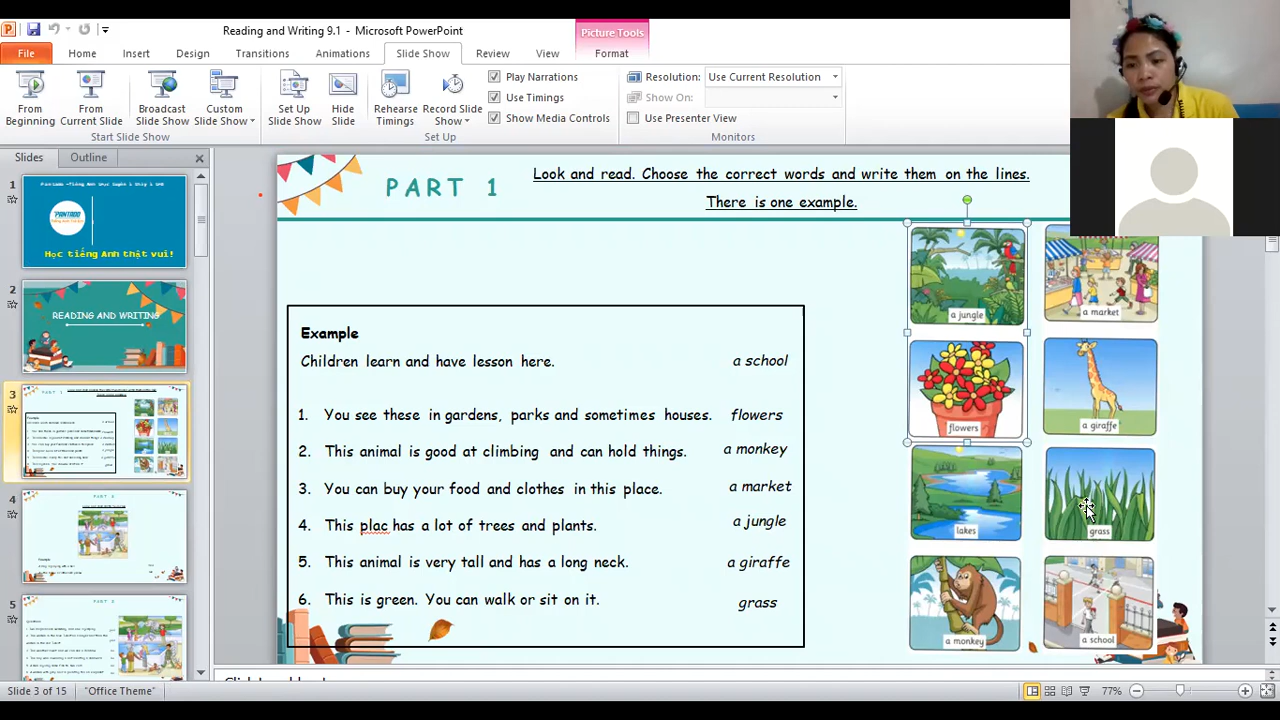 Reading and Writing 9.1 - Microsoft PowerPoint
Picture Tools
File Home Insert Design Transitions Animations Slide Show Review View Format
From Beginning
From Current Slide
Broadcast Slide Show
Custom Slide Show
Set Up Slide Show
Hide Slide
Rehearse Timings
Record Slide Show
Play Narrations
Use Timings
Show Media Controls
Resolution: Use Current Resolution
Show On:
Use Presenter View
Start Slide Show
Set Up
Monitors
Slides Outline
1
PANTADO
Học tiếng Anh thật vui!
2
READING AND WRITING
3
PART 1
4
5
PART 1
Look and read. Choose the correct words and write them on the lines.
There is one example.
Example
Children learn and have lesson here. a school
1. You see these in gardens, parks and sometimes houses. flowers
2. This animal is good at climbing and can hold things. a monkey
3. You can buy your food and clothes in this place. a market
4. This plac has a lot of trees and plants. a jungle
5. This animal is very tall and has a long neck. a giraffe
6. This is green. You can walk or sit on it. grass
a jungle
a market
flowers
a giraffe
lakes
grass
a monkey
a school
Slide 3 of 15
"Office Theme"
77%